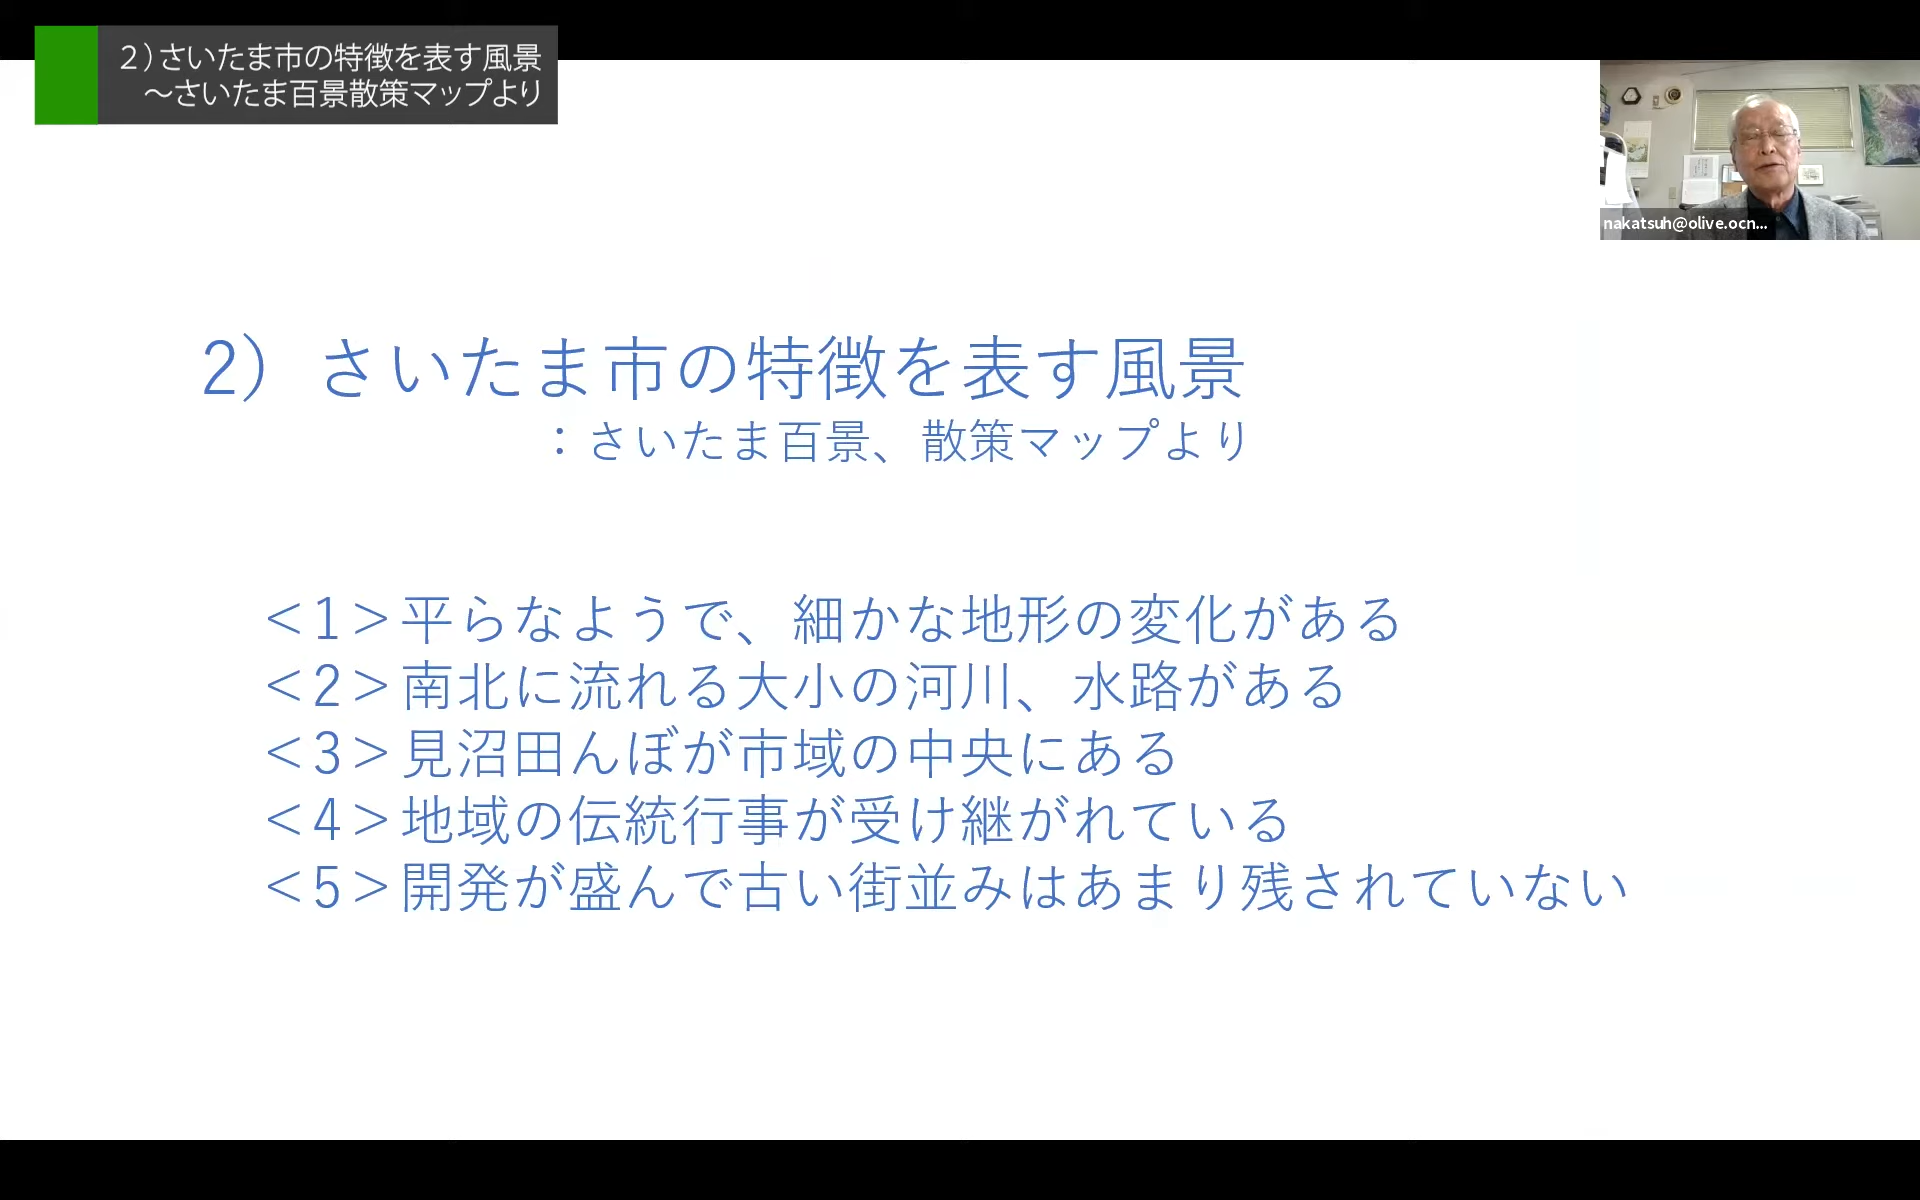 2）さいたま市の特徴を表す風景
～さいたま百景散策マップより
nakatsuh@olive.ocn...
2） さいたま市の特徴を表す風景
：さいたま百景、散策マップより
＜1＞平らなようで、細かな地形の変化がある
＜2＞南北に流れる大小の河川、水路がある
＜3＞見沼田んぼが市域の中央にある
＜4＞地域の伝統行事が受け継がれている
＜5＞開発が盛んで古い街並みはあまり残されていない